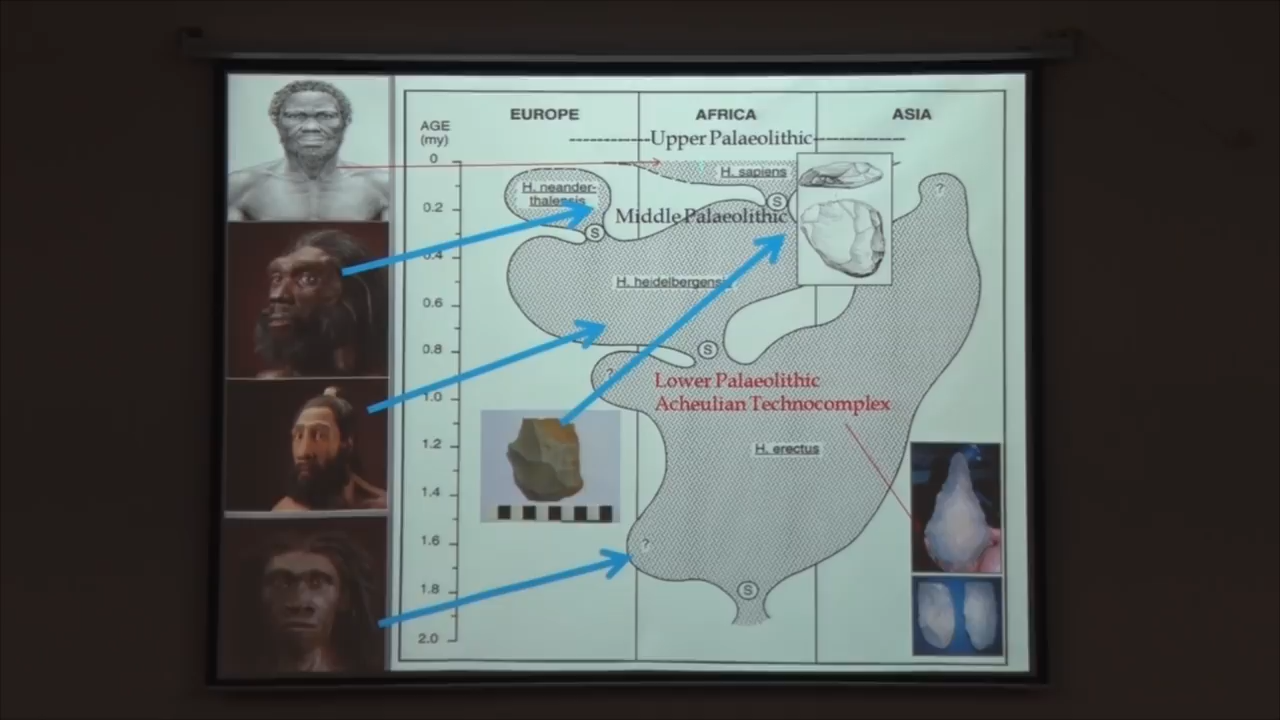 EUROPE
AFRICA
ASIA
AGE
(my)
Upper Palaeolithic
0
H. sapiens
H. neander-
thalensis
S
0.2
Middle Palaeolithic
S
?
0.4
H. heidelbergensis
0.6
0.8
S
?
Lower Palaeolithic
Acheulian Technocomplex
1.0
1.2
H. erectus
1.4
1.6
?
1.8
S
2.0